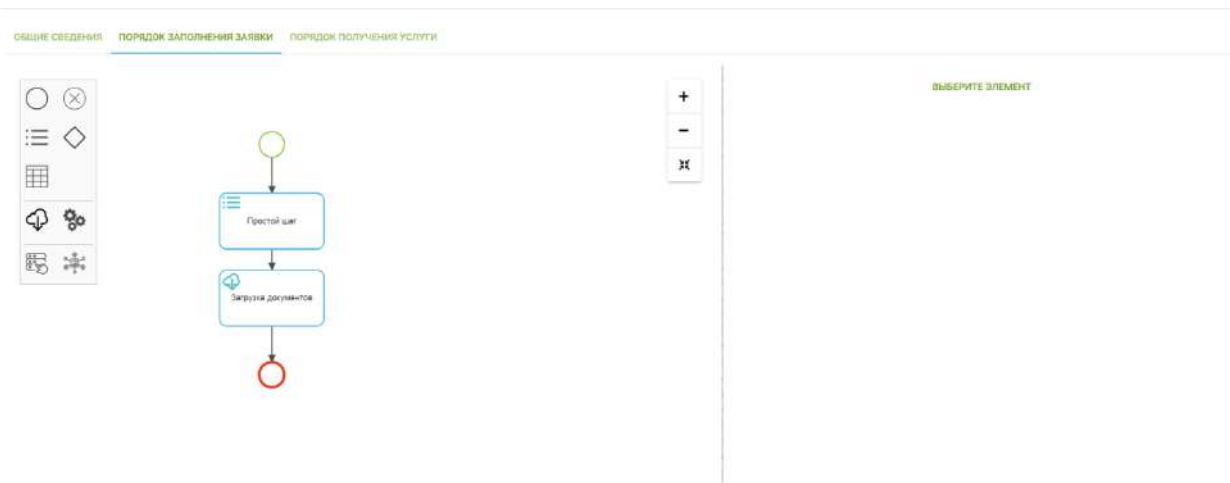 ОБЩИЕ СВЕДЕНИЯ ПОРЯДОК ЗАПОЛНЕНИЯ ЗАЯВКИ ПОРЯДОК ПОЛУЧЕНИЯ УСЛУГИ
ВЫБЕРИТЕ ЭЛЕМЕНТ
Простой шаг
Загрузка документов